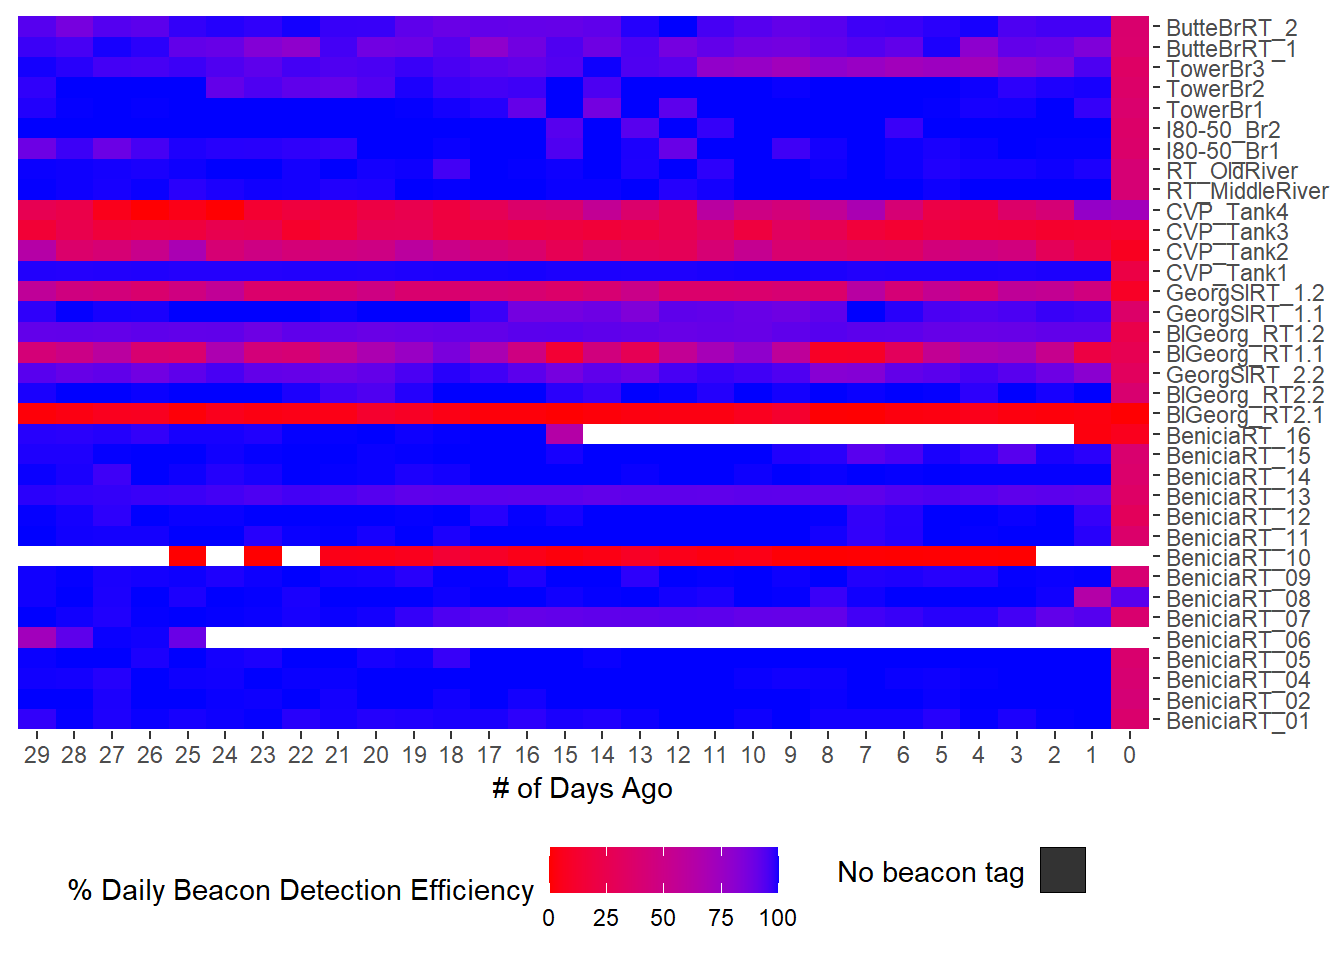 ButteBrRT_2
ButteBrRT_1
TowerBr3
TowerBr2
TowerBr1
I80-50_Br2
I80-50_Br1
RT_OldRiver
RT_MiddleRiver
CVP_Tank4
CVP_Tank3
CVP_Tank2
CVP_Tank1
GeorgSlRT_1.2
GeorgSlRT_1.1
BlGeorg_RT1.2
BlGeorg_RT1.1
GeorgSlRT_2.2
BlGeorg_RT2.2
BlGeorg_RT2.1
BeniciaRT_16
BeniciaRT_15
BeniciaRT_14
BeniciaRT_13
BeniciaRT_12
BeniciaRT_11
BeniciaRT_10
BeniciaRT_09
BeniciaRT_08
BeniciaRT_07
BeniciaRT_06
BeniciaRT_05
BeniciaRT_04
BeniciaRT_02
BeniciaRT_01
29 28 27 26 25 24 23 22 21 20 19 18 17 16 15 14 13 12 11 10 9 8 7 6 5 4 3 2 1 0
# of Days Ago
% Daily Beacon Detection Efficiency
0 25 50 75 100
No beacon tag